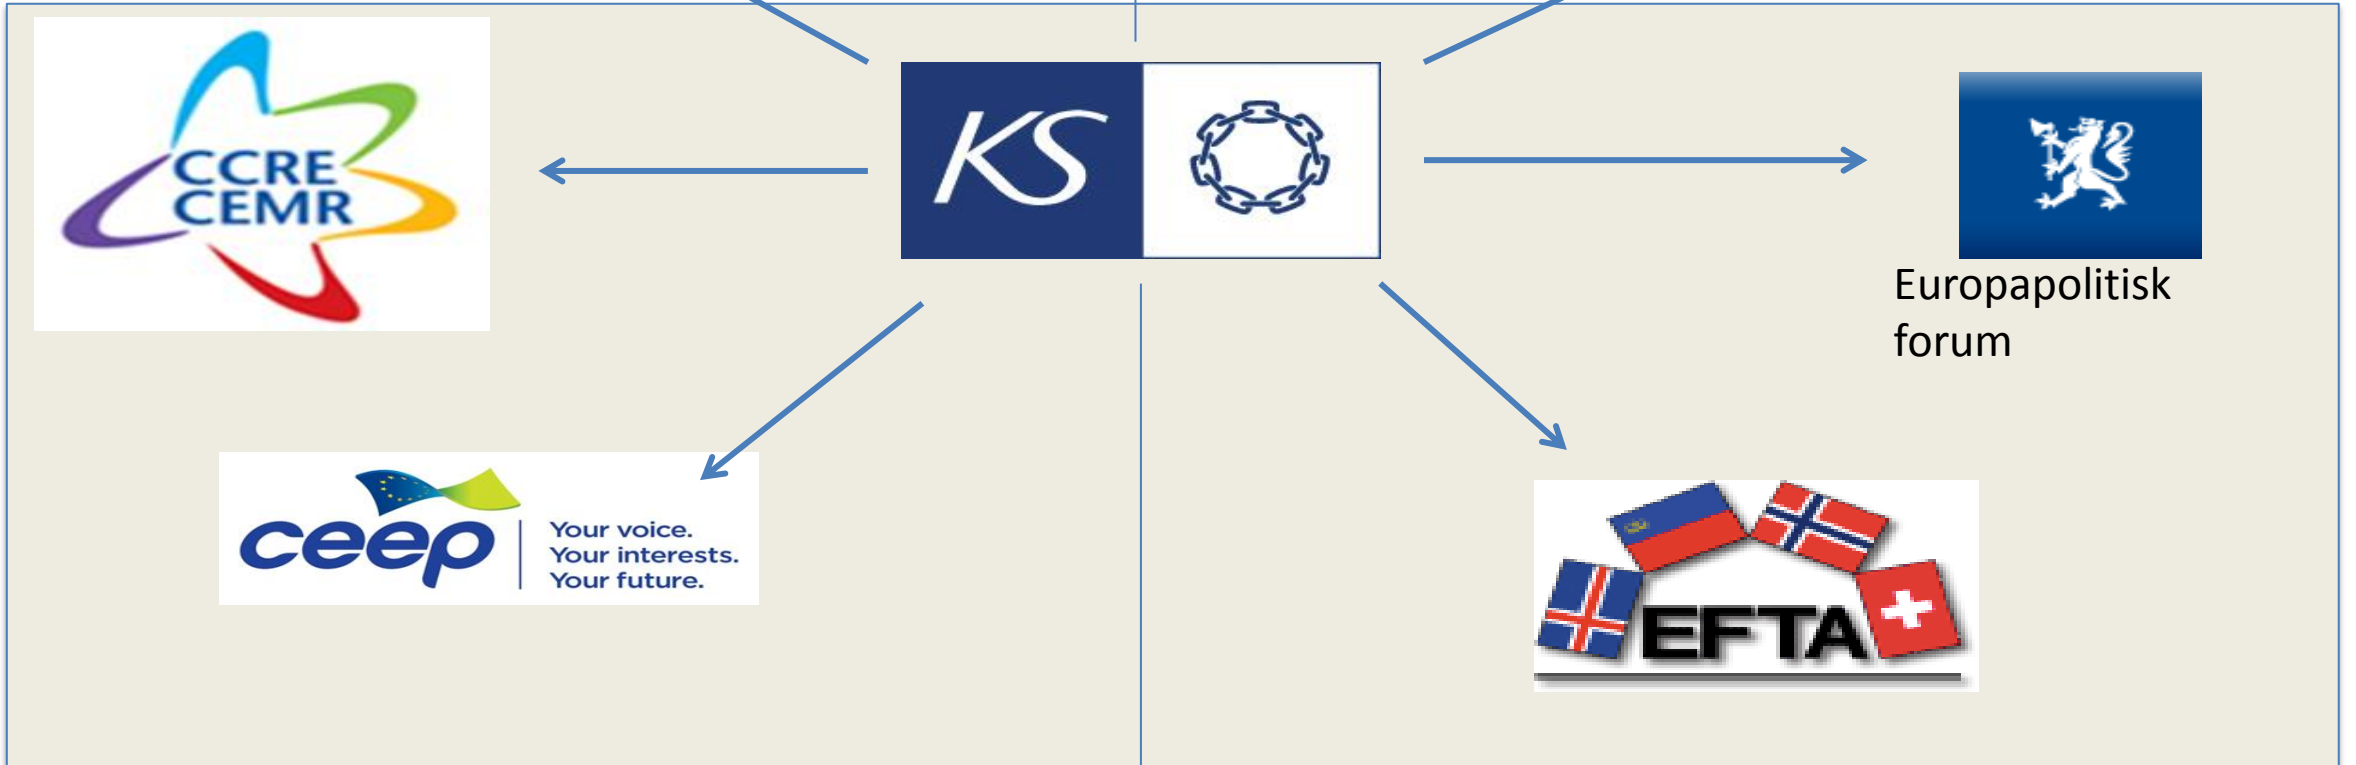 CCRE
CEMR
KS
Europapolitisk
forum
ceep
Your voice.
Your interests.
Your future.
EFTA